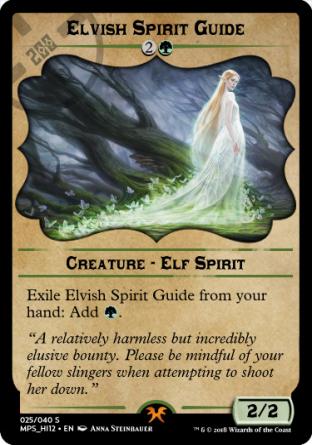 Elvish Spirit Guide
2
Creature - Elf Spirit
Exile Elvish Spirit Guide from your
hand: Add .
“A relatively harmless but incredibly
elusive bounty. Please be mindful of your
fellow slingers when attempting to shoot
her down.”
2/2
025/040 S
MPS_H112 • EN Anna Steinbauer
™ & © 2018 Wizards of the Coast